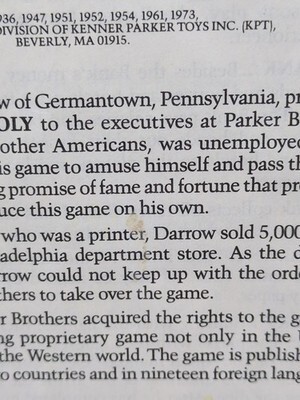 936, 1947, 1951, 1952, 1954, 1961, 1973,
DIVISION OF KENNER PARKER TOYS INC. (KPT),
BEVERLY, MA 01915.
w of Germantown, Pennsylvania, pr
OLY to the executives at Parker B
other Americans, was unemployed
is game to amuse himself and pass th
g promise of fame and fortune that pr
uce this game on his own.
who was a printer, Darrow sold 5,000
adelphia department store. As the d
rrow could not keep up with the orde
thers to take over the game.
r Brothers acquired the rights to the g
ng proprietary game not only in the U
the Western world. The game is publish
o countries and in nineteen foreign lang